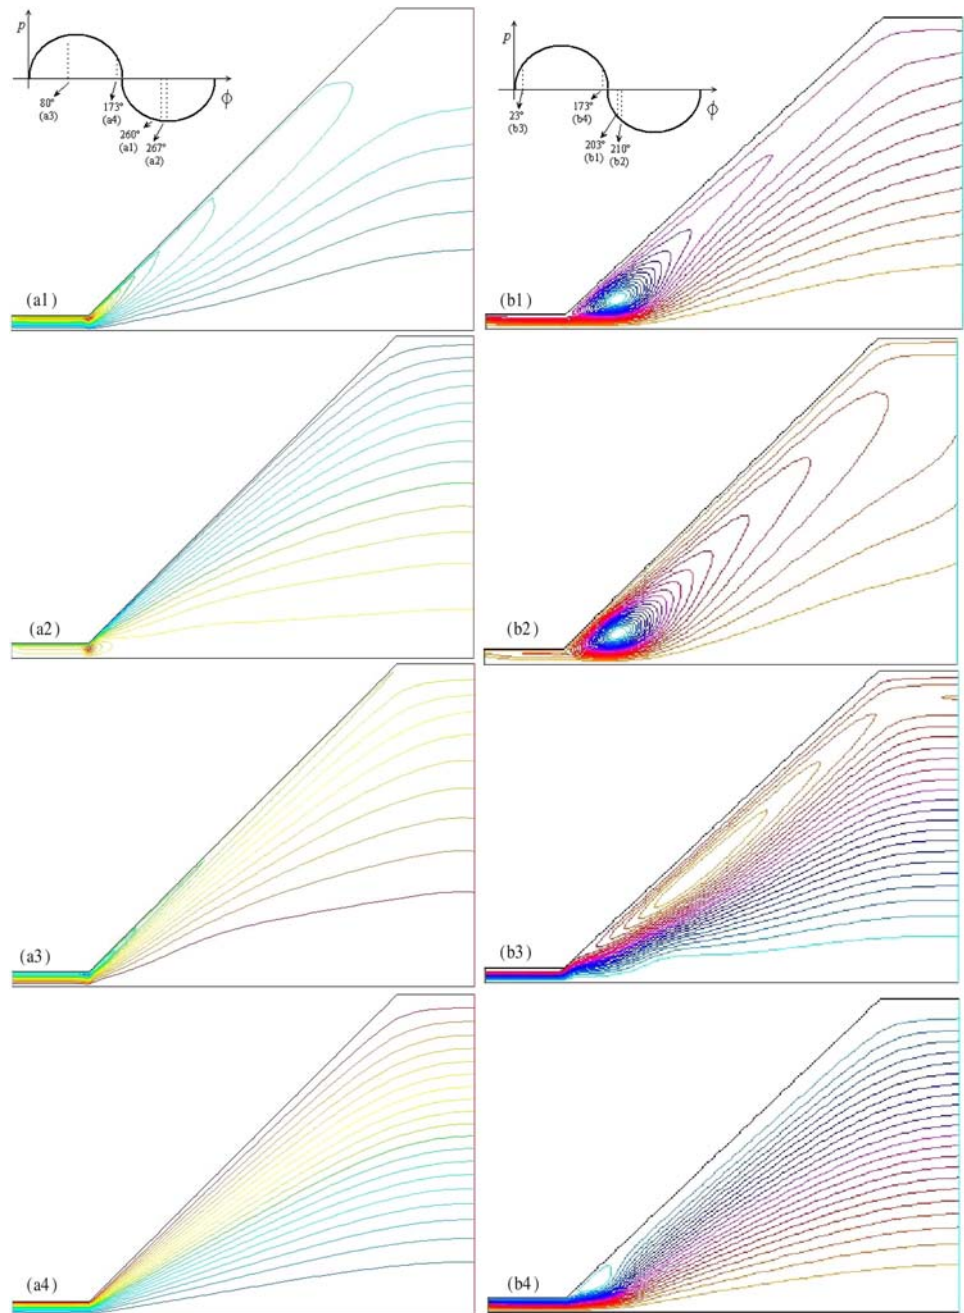 p
ϕ
80°
(a3)
173°
(a4)
260°
(a1)
267°
(a2)
(a1)
p
ϕ
23°
(b3)
173°
(b4)
203°
(b1)
210°
(b2)
(b1)
(a2)
(b2)
(a3)
(b3)
(a4)
(b4)